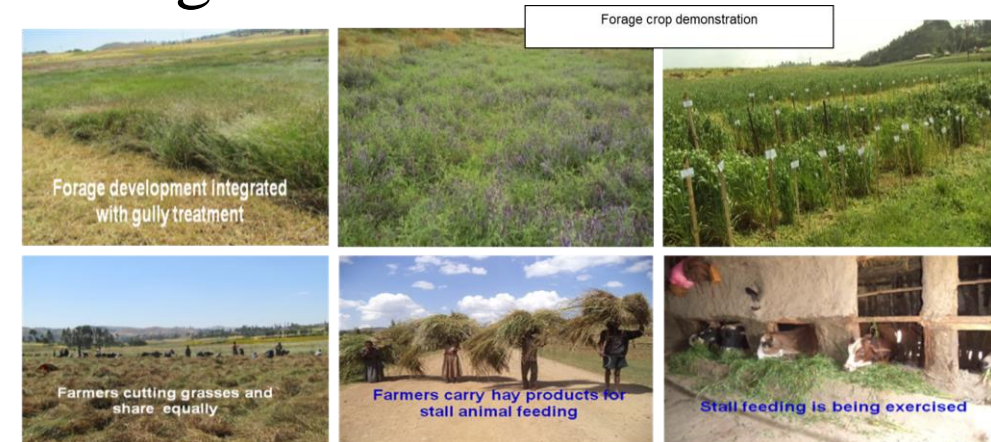 Forage crop demonstration
Forage development integrated
with gully treatment
Farmers cutting grasses and
share equally
Farmers carry hay products for
stall animal feeding
Stall feeding is being exercised